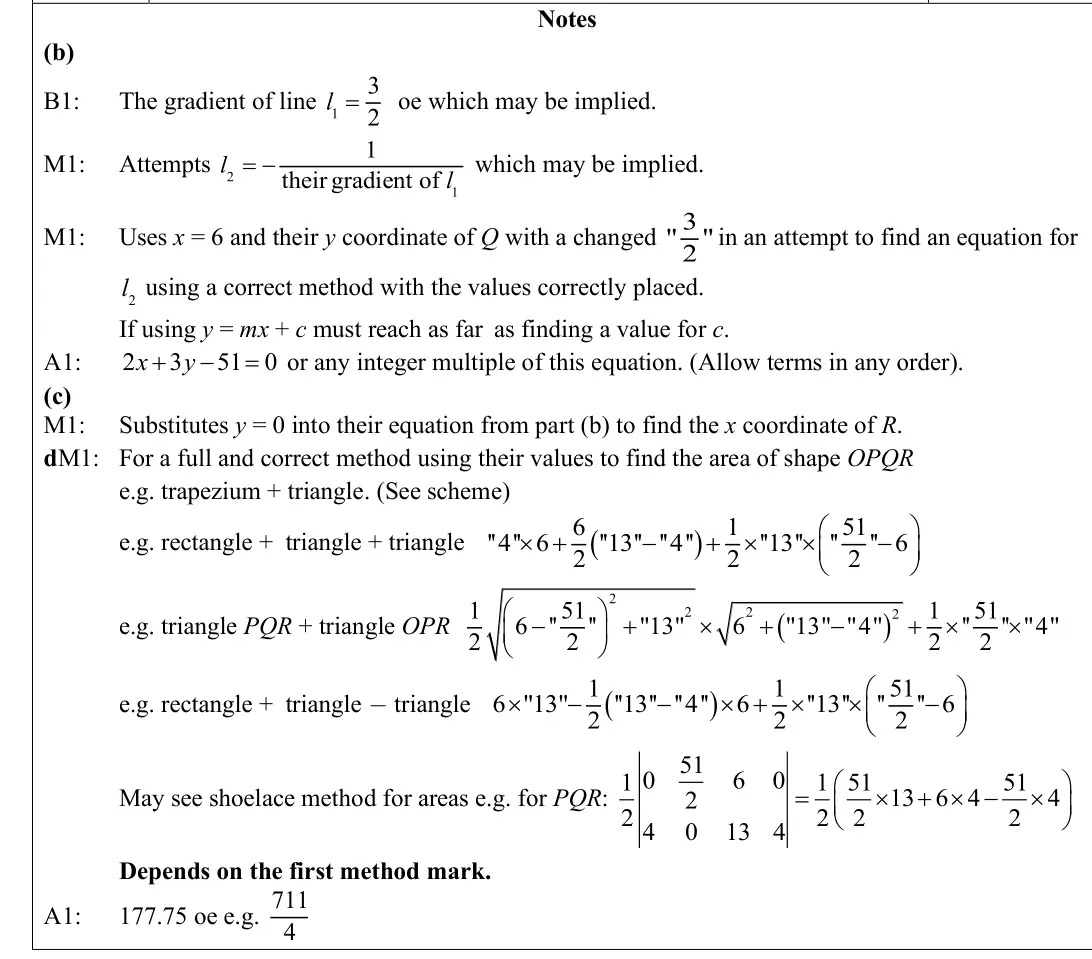 Notes
(b)
B1: The gradient of line l₁ = 3/2 oe which may be implied.
M1: Attempts l₂ = − 1/(their gradient of l₁) which may be implied.
M1: Uses x = 6 and their y coordinate of Q with a changed "3/2" in an attempt to find an equation for
l₂ using a correct method with the values correctly placed.
If using y = mx + c must reach as far as finding a value for c.
A1: 2x + 3y − 51 = 0 or any integer multiple of this equation. (Allow terms in any order).
(c)
M1: Substitutes y = 0 into their equation from part (b) to find the x coordinate of R.
dM1: For a full and correct method using their values to find the area of shape OPQR
e.g. trapezium + triangle. (See scheme)
e.g. rectangle + triangle + triangle "4"×6 + 6/2("13"−"4") + 1/2×"13"×("51/2"−6)
e.g. triangle PQR + triangle OPR 1/2 √((6−"51/2")² + "13"²) × √(6² + ("13"−"4")²) + 1/2×"51/2"×"4"
e.g. rectangle + triangle − triangle 6×"13"− 1/2("13"−"4")×6 + 1/2×"13"×("51/2"−6)
May see shoelace method for areas e.g. for PQR: 1/2 |0 51/2 6 0 / 4 0 13 4| = 1/2(51/2×13 + 6×4 − 51/2×4)
Depends on the first method mark.
A1: 177.75 oe e.g. 711/4